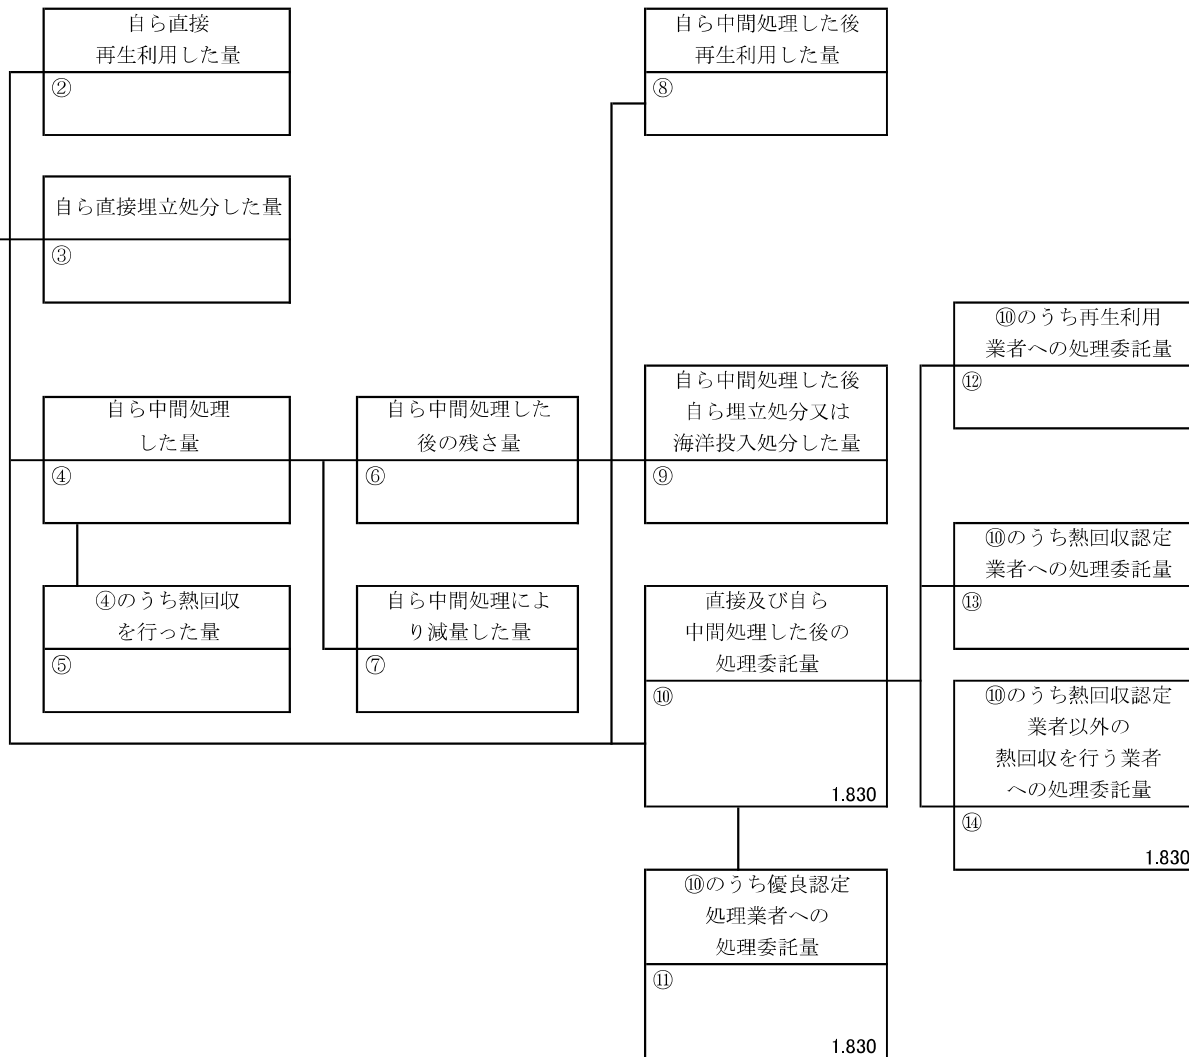 自ら直接
再生利用した量
②
自ら中間処理した後
再生利用した量
⑧
自ら直接埋立処分した量
③
⑩のうち再生利用
業者への処理委託量
⑫
自ら中間処理
した量
④
自ら中間処理した
後の残さ量
⑥
自ら中間処理した後
自ら埋立処分又は
海洋投入処分した量
⑨
⑩のうち熱回収認定
業者への処理委託量
⑬
④のうち熱回収
を行った量
⑤
自ら中間処理によ
り減量した量
⑦
直接及び自ら
中間処理した後の
処理委託量
⑩
1.830
⑩のうち熱回収認定
業者以外の
熱回収を行う業者
への処理委託量
⑭
1.830
⑩のうち優良認定
処理業者への
処理委託量
⑪
1.830